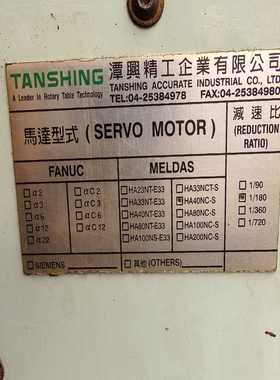 TANSHING 潭興精工企業有限公司
A Leader In Rotary Table Technology TANSHING ACCURATE INDUSTRIAL CO., LTD.
TEL:04-25384978 FAX:04-25384980
馬達型式 (SERVO MOTOR) 減速比
(REDUCTION RATIO)
FANUC MELDAS
□α2 □αC2 □HA23NT-E33 □HA33NC-S □1/90
□α3 □αC3 □HA33NT-E33 HA40NC-S 1/180
□α6 □αC6 □HA40NT-E33 □HA80NC-S □1/360
□α12 □αC12 □HA80NT-E33 □HA100NC-S □1/720
□α22 □HA100NS-E33 □HA200NC-S
□SIEMENS □其他 (OTHERS)